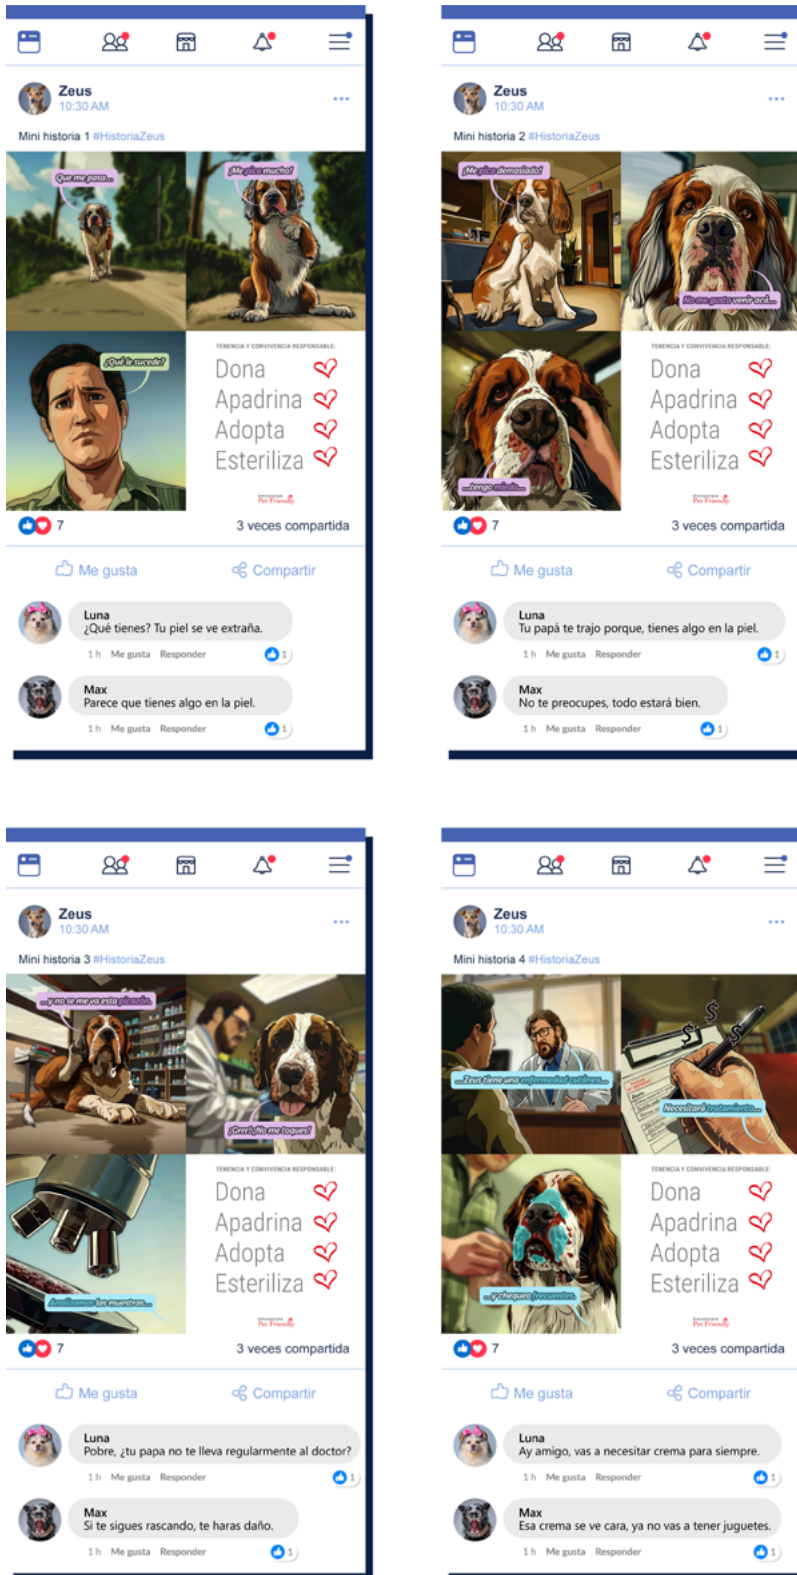 Zeus
10:30 AM
Mini historia 1 #HistoriaZeus
Que me pasa...
¡Me pica mucho!
¿Qué le sucede?
TENENCIA Y CONVIVENCIA RESPONSABLE:
Dona
Apadrina
Adopta
Esteriliza
Pet Friendly
7
3 veces compartida
Me gusta
Compartir
Luna
¿Qué tienes? Tu piel se ve extraña.
1 h Me gusta Responder
1
Max
Parece que tienes algo en la piel.
1 h Me gusta Responder
1
Zeus
10:30 AM
Mini historia 2 #HistoriaZeus
¡Me pica demasiado!
No me gusta venir acá...
...tengo miedo...
TENENCIA Y CONVIVENCIA RESPONSABLE:
Dona
Apadrina
Adopta
Esteriliza
Pet Friendly
7
3 veces compartida
Me gusta
Compartir
Luna
Tu papá te trajo porque, tienes algo en la piel.
1 h Me gusta Responder
1
Max
No te preocupes, todo estará bien.
1 h Me gusta Responder
1
Zeus
10:30 AM
Mini historia 3 #HistoriaZeus
...y no se me va esta picazón.
¡Grrr! ¡No me toques!
Analizamos las muestras...
TENENCIA Y CONVIVENCIA RESPONSABLE:
Dona
Apadrina
Adopta
Esteriliza
Pet Friendly
7
3 veces compartida
Me gusta
Compartir
Luna
Pobre, ¿tu papa no te lleva regularmente al doctor?
1 h Me gusta Responder
1
Max
Si te sigues rascando, te haras daño.
1 h Me gusta Responder
1
Zeus
10:30 AM
Mini historia 4 #HistoriaZeus
...Zeus tiene una enfermedad cutánea...
$ $ $
Necesitará tratamiento...
...y chequeo frecuentes.
TENENCIA Y CONVIVENCIA RESPONSABLE:
Dona
Apadrina
Adopta
Esteriliza
Pet Friendly
7
3 veces compartida
Me gusta
Compartir
Luna
Ay amigo, vas a necesitar crema para siempre.
1 h Me gusta Responder
1
Max
Esa crema se ve cara, ya no vas a tener juguetes.
1 h Me gusta Responder
1